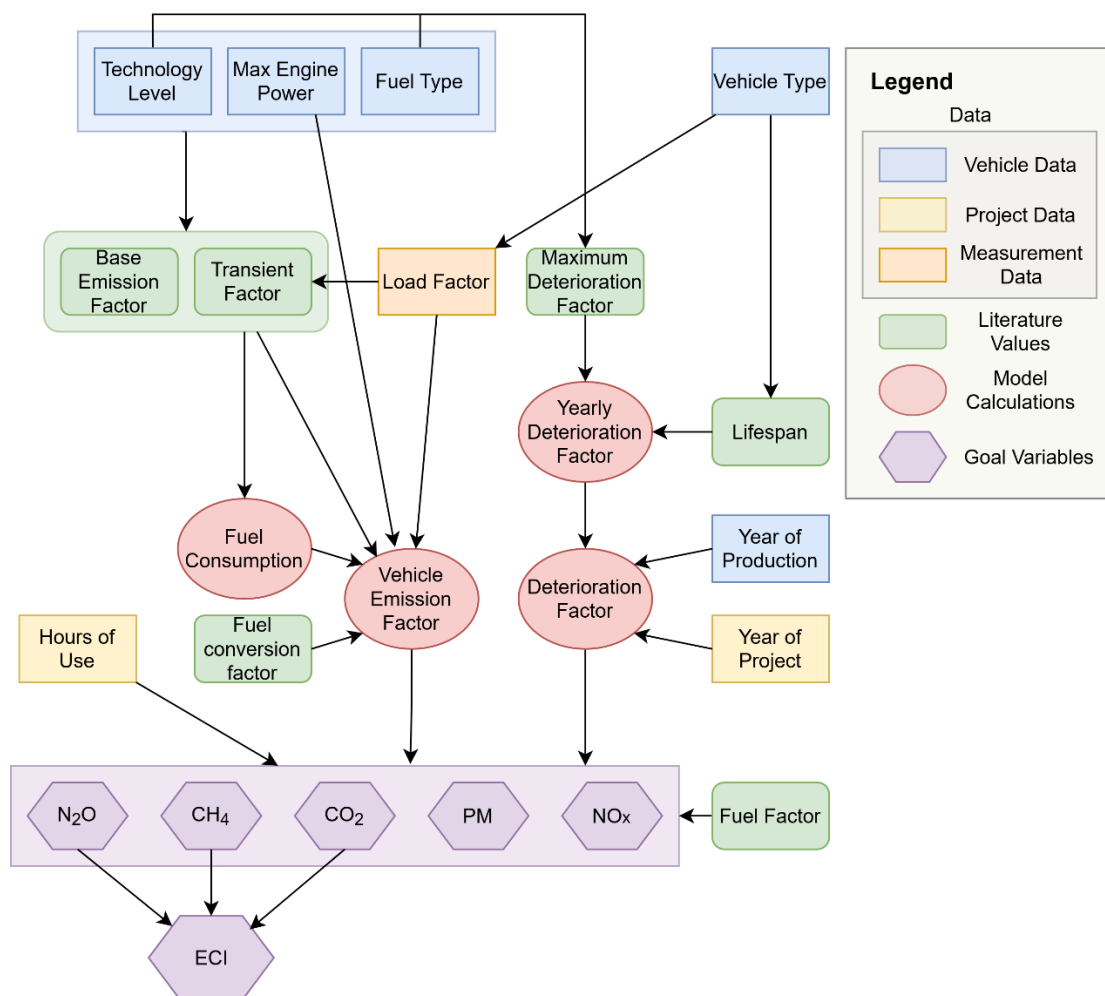 Technology
Level
Max Engine
Power
Fuel Type
Vehicle Type
Legend
Data
Vehicle Data
Project Data
Measurement
Data
Literature
Values
Model
Calculations
Goal Variables
Base
Emission
Factor
Transient
Factor
Load Factor
Maximum
Deterioration
Factor
Yearly
Deterioration
Factor
Lifespan
Fuel
Consumption
Vehicle
Emission
Factor
Deterioration
Factor
Year of
Production
Hours of
Use
Fuel
conversion
factor
Year of
Project
N₂O
CH₄
CO₂
PM
NOₓ
Fuel Factor
ECI